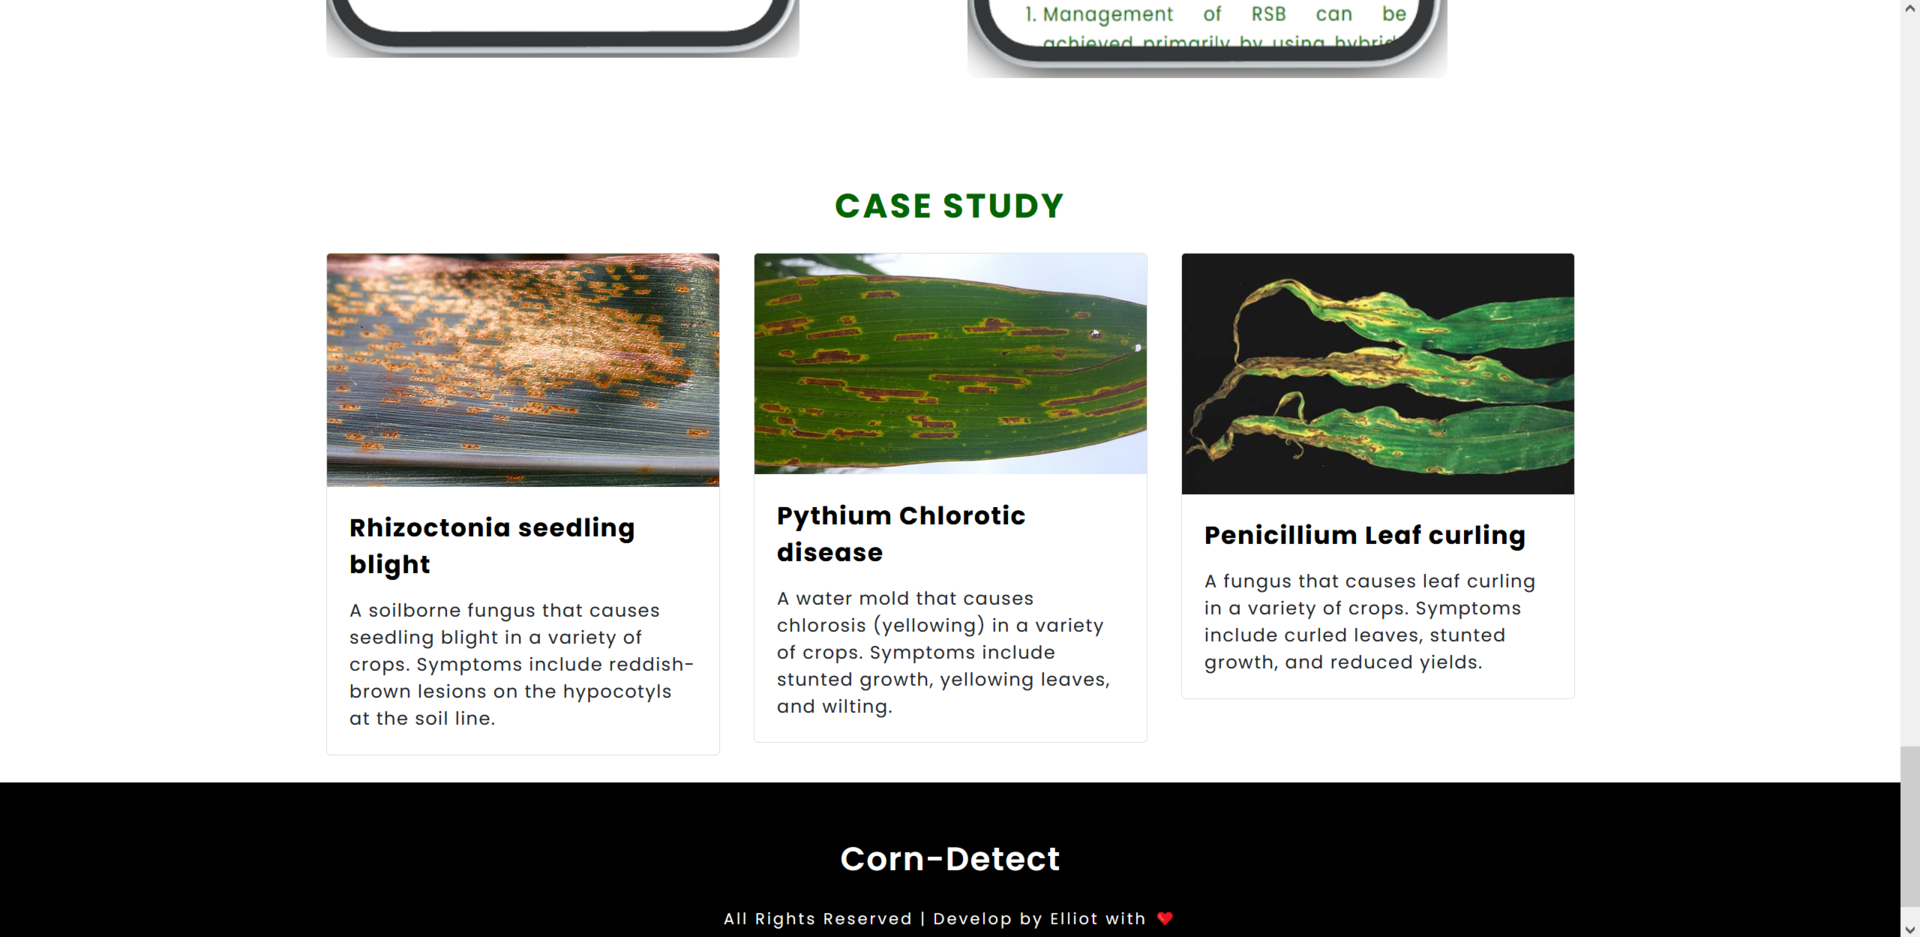 1. Management of RSB can be
achieved primarily by using hybrid
CASE STUDY
Rhizoctonia seedling
blight
A soilborne fungus that causes
seedling blight in a variety of
crops. Symptoms include reddish-
brown lesions on the hypocotyls
at the soil line.
Pythium Chlorotic
disease
A water mold that causes
chlorosis (yellowing) in a variety
of crops. Symptoms include
stunted growth, yellowing leaves,
and wilting.
Penicillium Leaf curling
A fungus that causes leaf curling
in a variety of crops. Symptoms
include curled leaves, stunted
growth, and reduced yields.
Corn-Detect
All Rights Reserved | Develop by Elliot with ❤